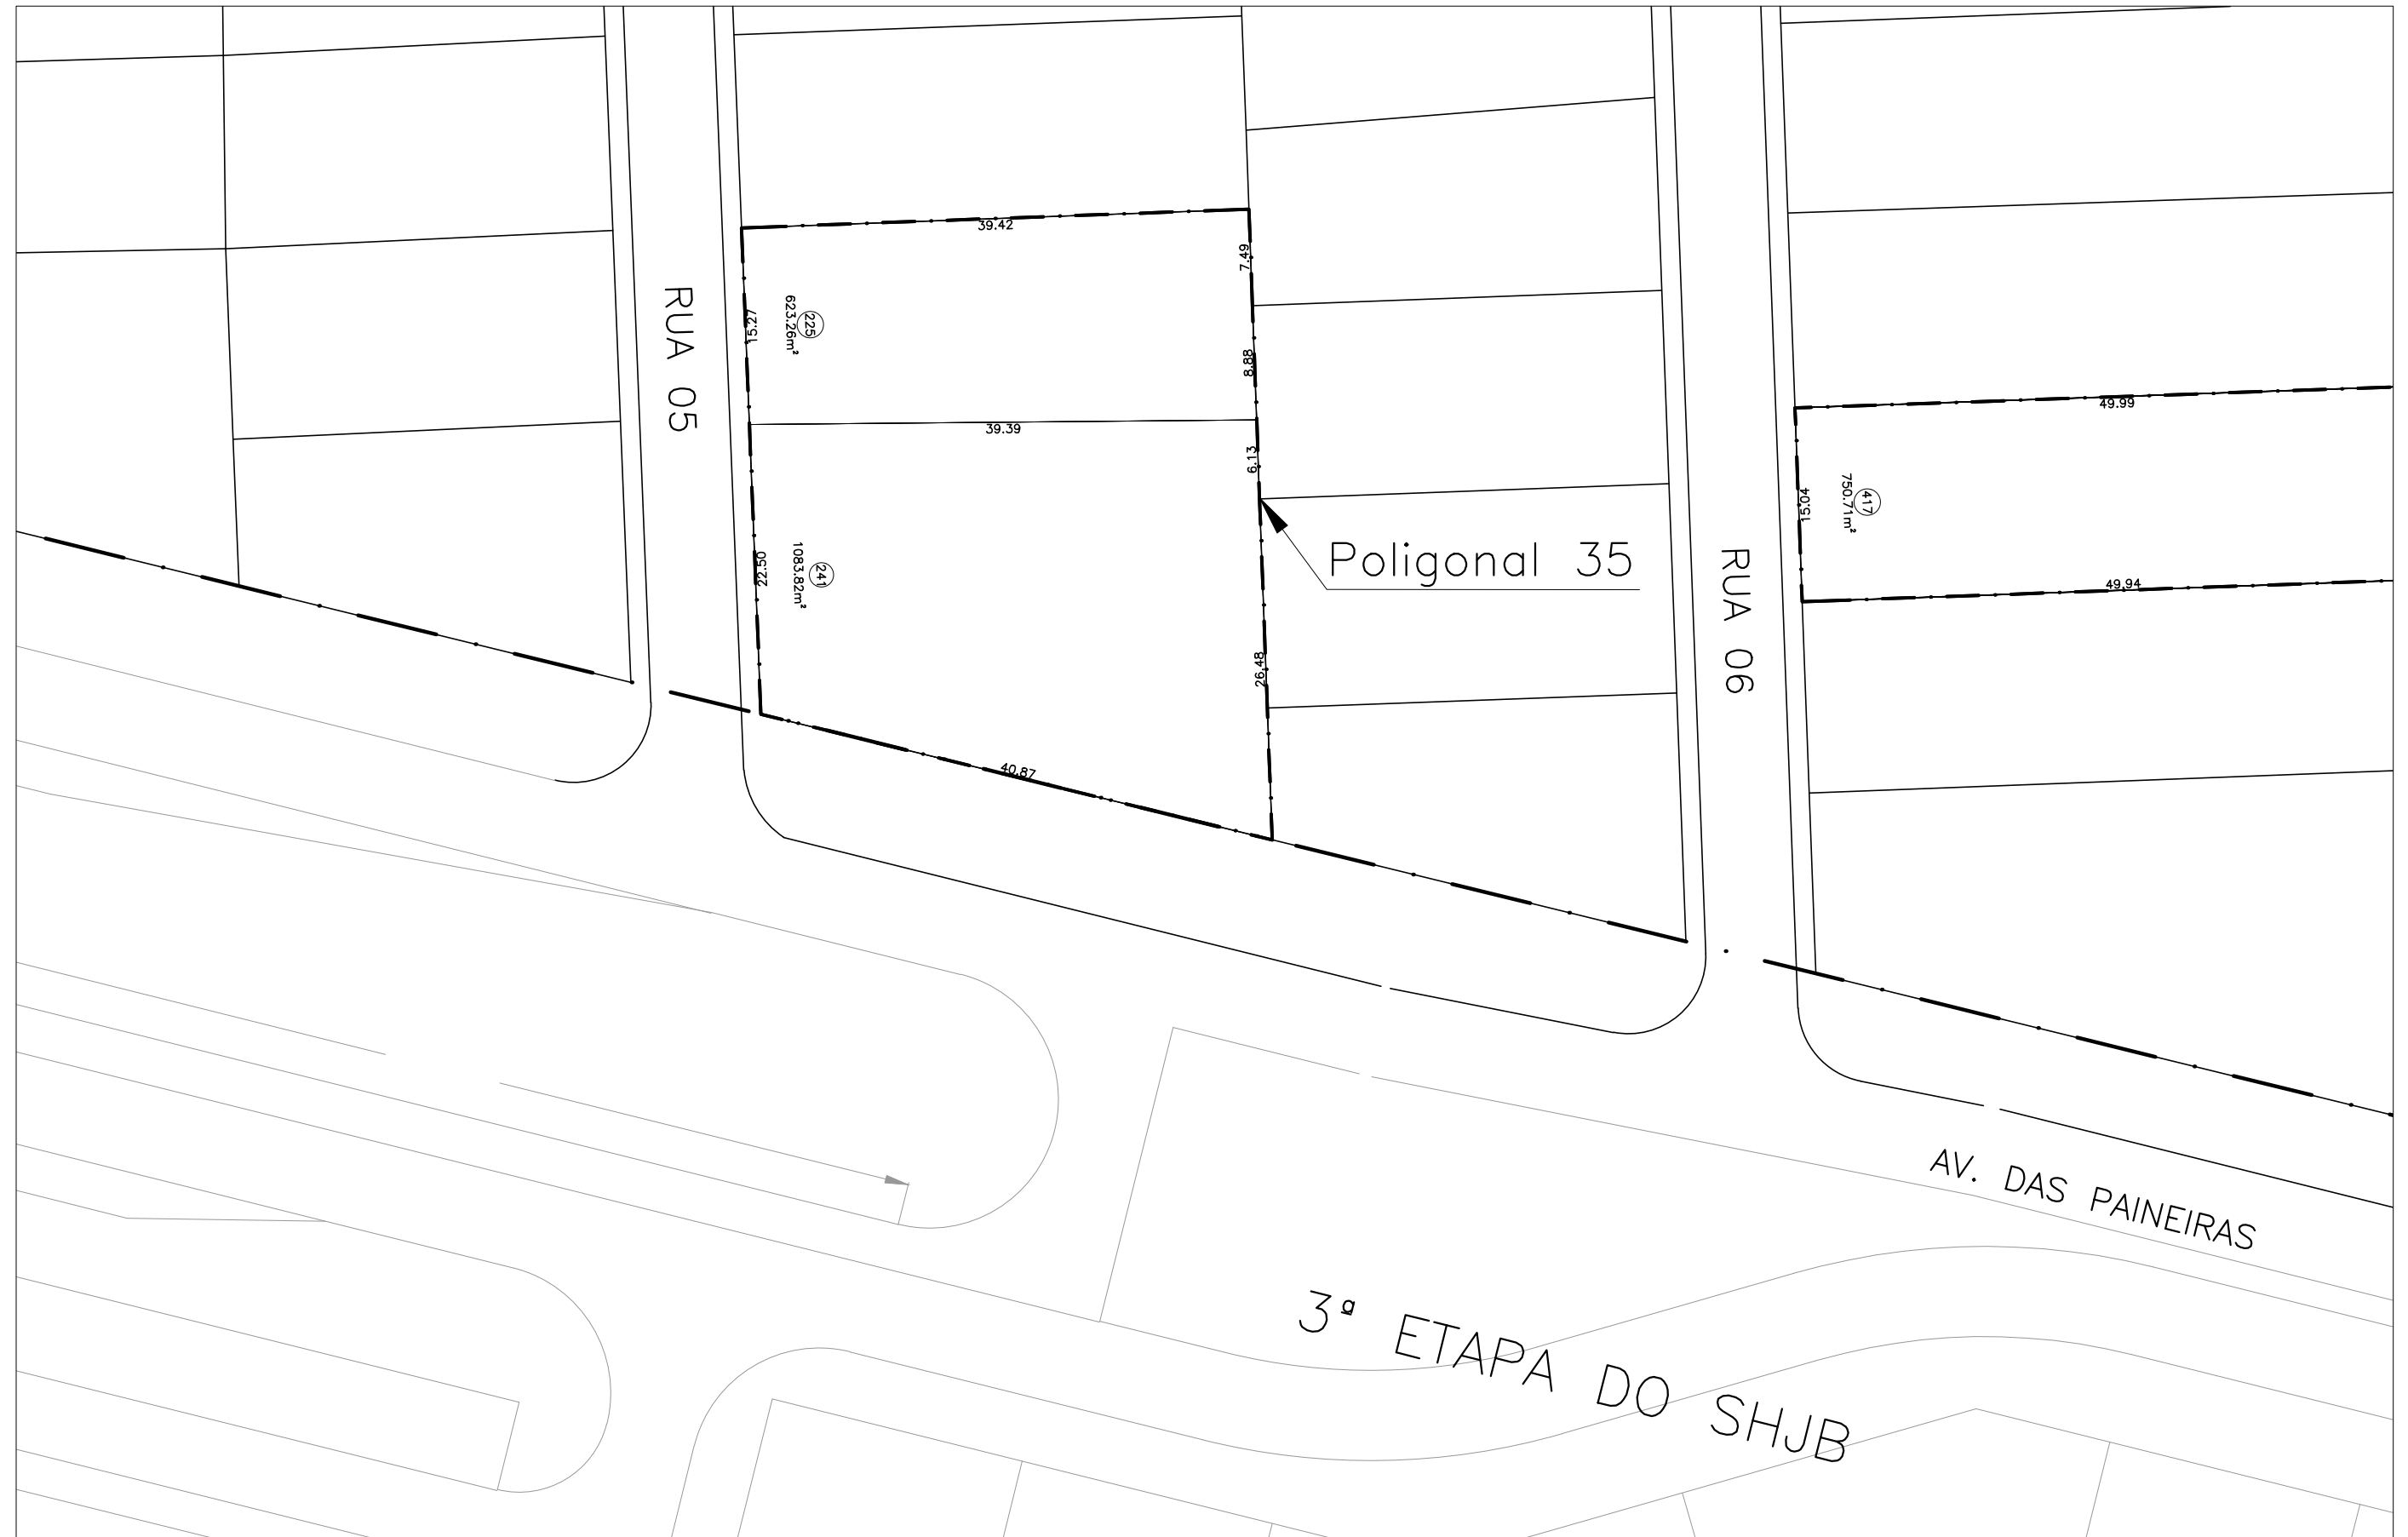 39.42
7.49
RUA 05
15.27
225
623.26m²
8.88
49.99
39.39
6.13
417
750.71m²
15.04
Poligonal 35
RUA 06
22.50
241
1083.82m²
49.94
26.48
40.87
AV. DAS PAINEIRAS
3ª ETAPA DO SHJB